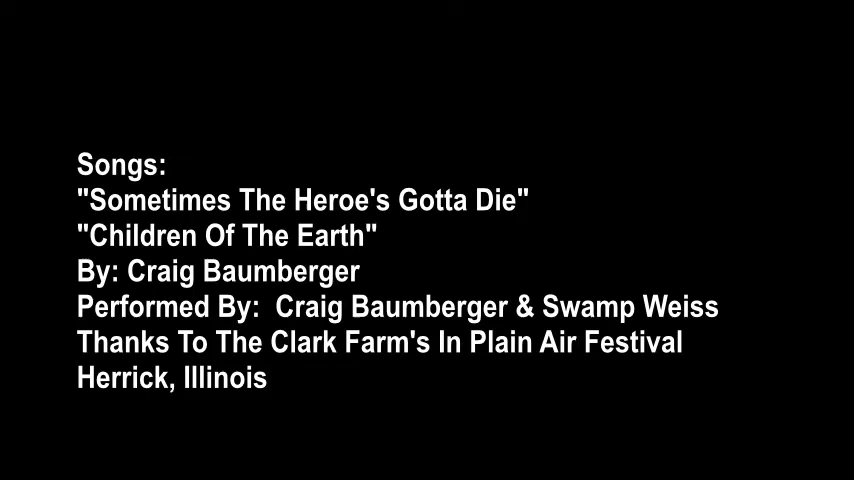 Songs:
"Sometimes The Heroe's Gotta Die"
"Children Of The Earth"
By: Craig Baumberger
Performed By:  Craig Baumberger & Swamp Weiss
Thanks To The Clark Farm's In Plain Air Festival
Herrick, Illinois